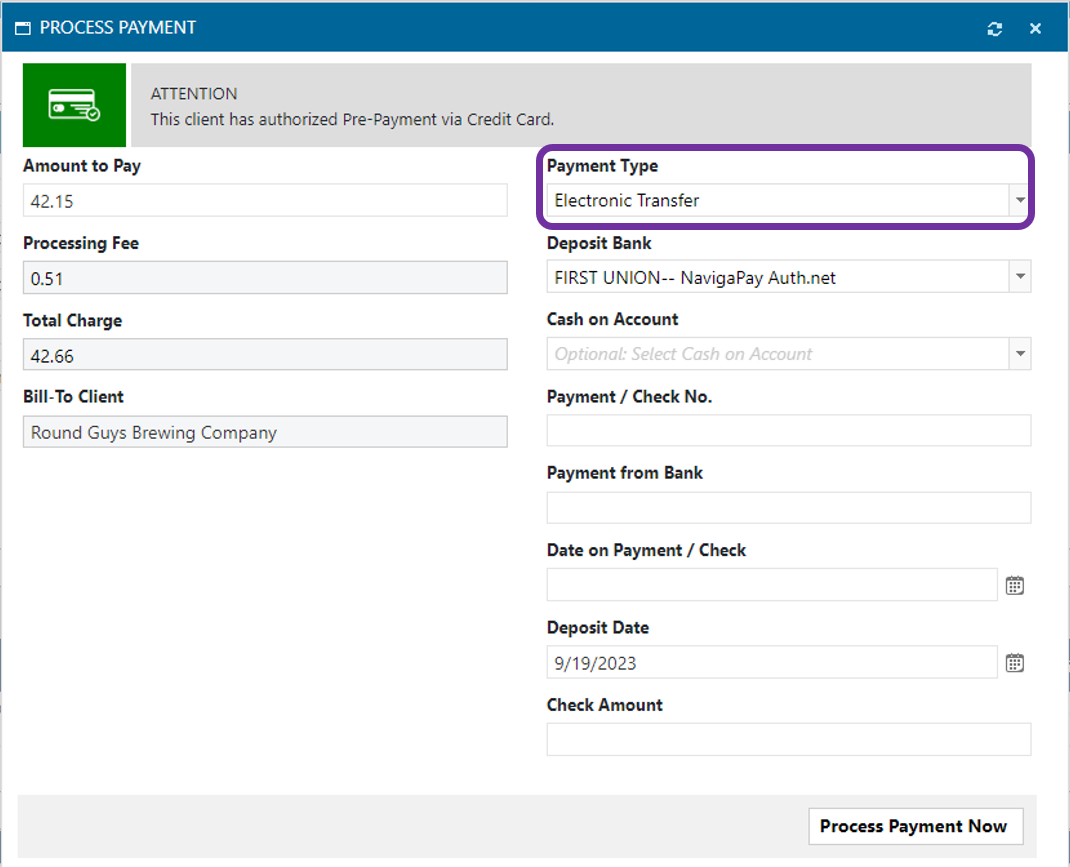 PROCESS PAYMENT
ATTENTION
This client has authorized Pre-Payment via Credit Card.
Amount to Pay
42.15
Processing Fee
0.51
Total Charge
42.66
Bill-To Client
Round Guys Brewing Company
Payment Type
Electronic Transfer
Deposit Bank
FIRST UNION-- NavigaPay Auth.net
Cash on Account
Optional: Select Cash on Account
Payment / Check No.
Payment from Bank
Date on Payment / Check
Deposit Date
9/19/2023
Check Amount
Process Payment Now